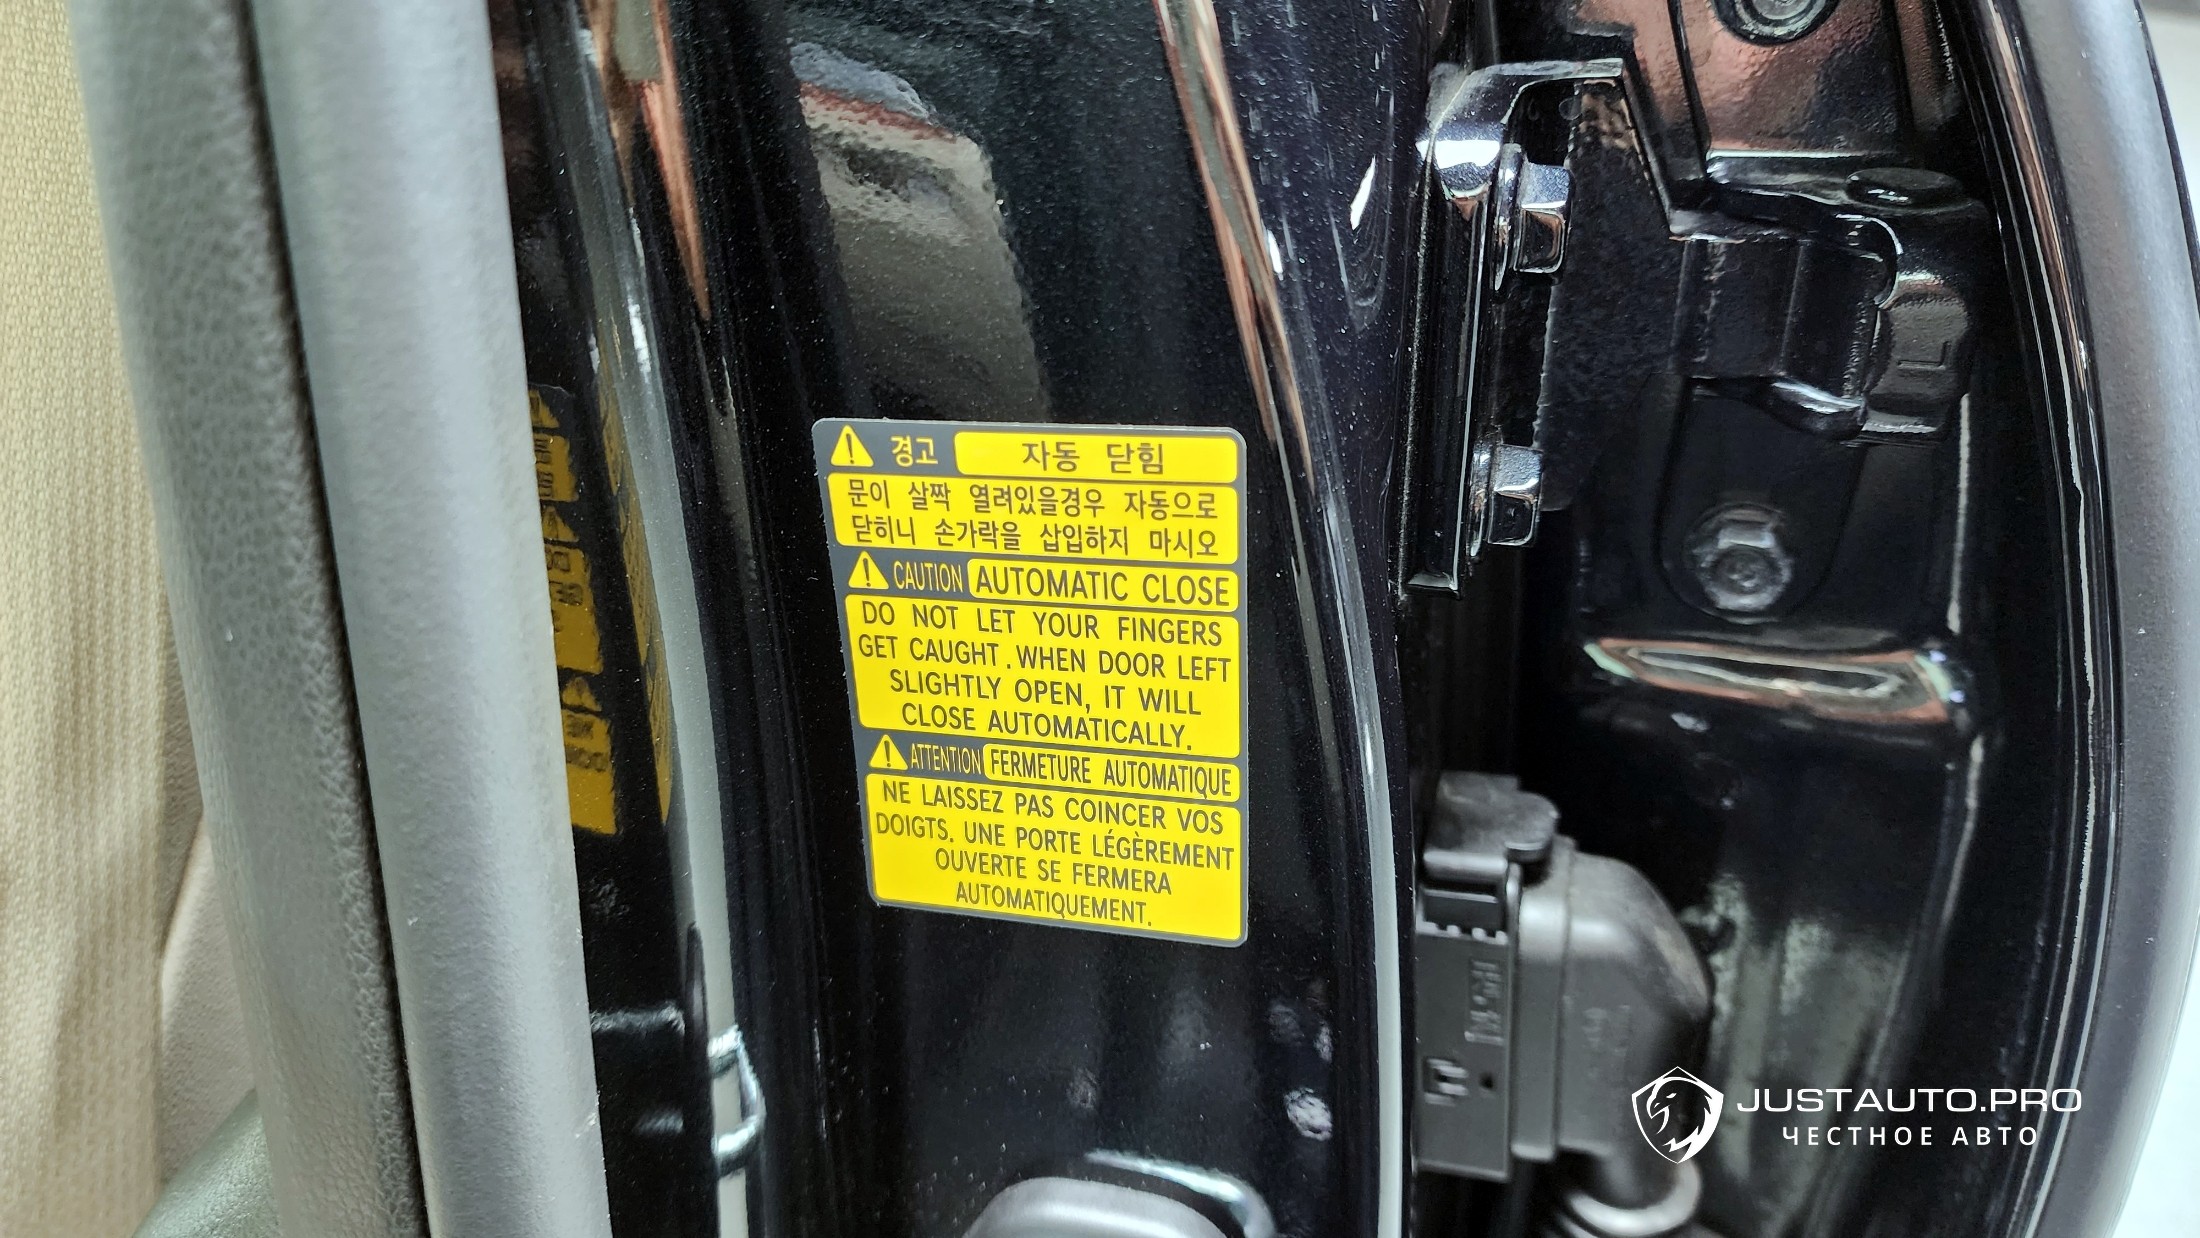 경고 자동 닫힘
문이 살짝 열려있을경우 자동으로
닫히니 손가락을 삽입하지 마시오
CAUTION AUTOMATIC CLOSE
DO NOT LET YOUR FINGERS
GET CAUGHT. WHEN DOOR LEFT
SLIGHTLY OPEN, IT WILL
CLOSE AUTOMATICALLY.
ATTENTION FERMETURE AUTOMATIQUE
NE LAISSEZ PAS COINCER VOS
DOIGTS. UNE PORTE LÉGÈREMENT
OUVERTE SE FERMERA
AUTOMATIQUEMENT.
JUSTAUTO.PRO
ЧЕСТНОЕ АВТО